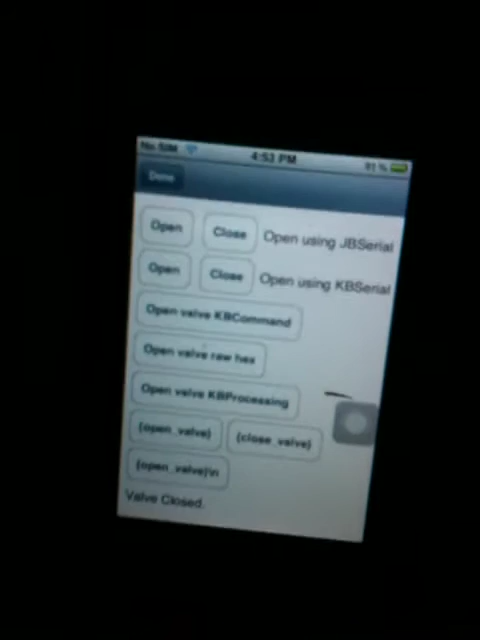 No SIM 4:53 PM 91%
Done
Open Close Open using JBSerial
Open Close Open using KBSerial
Open valve KBCommand
Open valve raw hex
Open valve KBProcessing
{open_valve} {close_valve}
{open_valve}\n
Valve Closed.